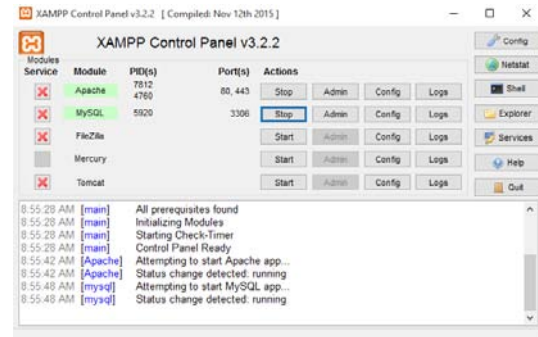 XAMPP Control Panel v3.2.2 [ Compiled: Nov 12th 2015 ]
XAMPP Control Panel v3.2.2
Config
Modules
Service Module PID(s) Port(s) Actions
Netstat
Apache 7812 4760 80, 443 Stop Admin Config Logs
Shell
MySQL 5920 3306 Stop Admin Config Logs
Explorer
FileZilla Start Admin Config Logs
Services
Mercury Start Admin Config Logs
Help
Tomcat Start Admin Config Logs
Quit
8:55:28 AM [main] All prerequisites found
8:55:28 AM [main] Initializing Modules
8:55:28 AM [main] Starting Check-Timer
8:55:28 AM [main] Control Panel Ready
8:55:42 AM [Apache] Attempting to start Apache app...
8:55:42 AM [Apache] Status change detected: running
8:55:48 AM [mysql] Attempting to start MySQL app...
8:55:48 AM [mysql] Status change detected: running